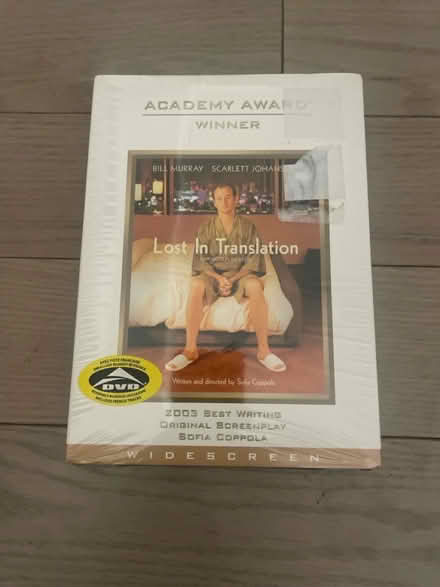 ACADEMY AWARD
WINNER
BILL MURRAY SCARLETT
Lost In Translation
Written and directed by Sofia Coppola
DVD
2003 BEST WRITING
ORIGINAL SCREENPLAY
SOFIA COPPOLA
WIDESCREEN